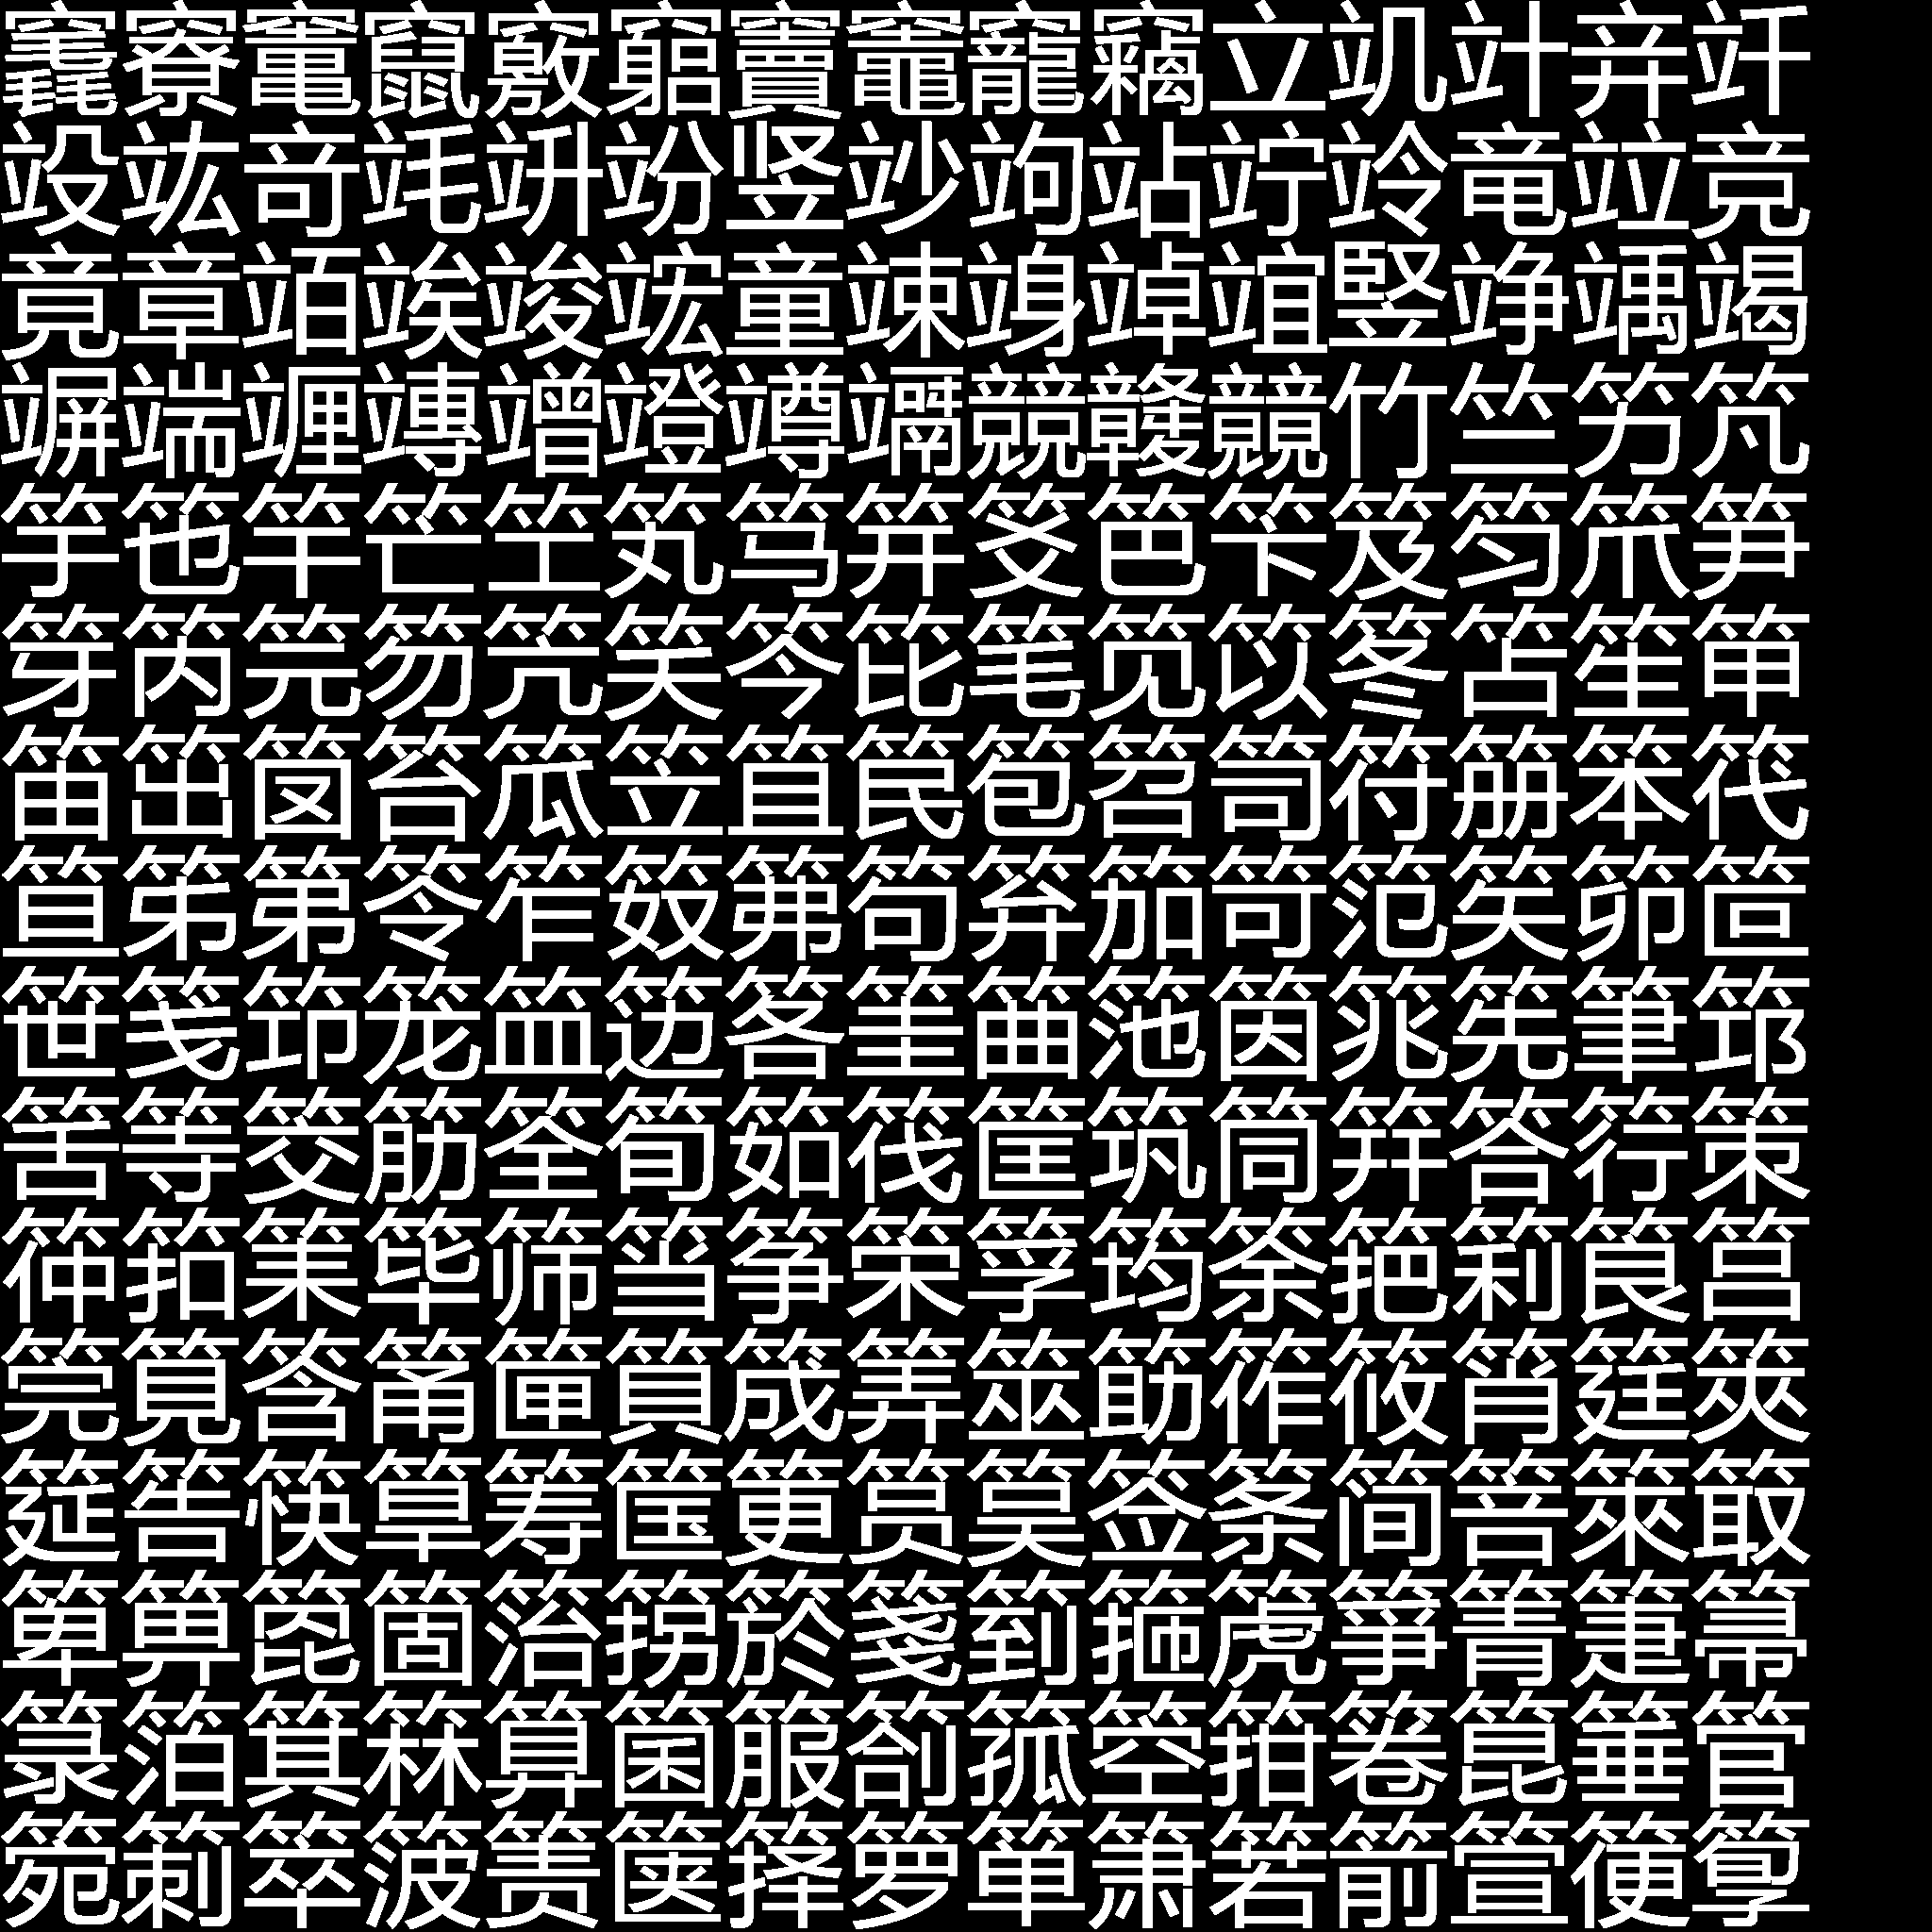 竁竂竃竄竅竆竇竈竉竊立竌竍竎竏
竐竑竒竓竔竕竖竗竘站竚竛竜竝竞
竟章竡竢竣竤童竦竧竨竩竪竫竬竭
竮端竰竱竲竳竴竵競竷竸竹竺竻竼
竽竾竿笀笁笂笃笄笅笆笇笈笉笊笋
笌笍笎笏笐笑笒笓笔笕笖笗笘笙笚
笛笜笝笞笟笠笡笢笣笤笥符笧笨笩
笪笫第笭笮笯笰笱笲笳笴笵笶笷笸
笹笺笻笼笽笾笿筀筁筂筃筄筅筆筇
筈等筊筋筌筍筎筏筐筑筒筓答筕策
筗筘筙筚筛筜筝筞筟筠筡筢筣筤筥
筦筧筨筩筪筫筬筭筮筯筰筱筲筳筴
筵筶筷筸筹筺筻筼筽签筿简箁箂箃
箄箅箆箇箈箉箊箋箌箍箎箏箐箑箒
箓箔箕箖算箘箙箚箛箜箝箞箟箠管
箢箣箤箥箦箧箨箩箪箫箬箭箮箯箰